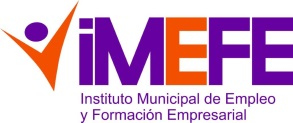 iMEFE
Instituto Municipal de Empleo
y Formación Empresarial